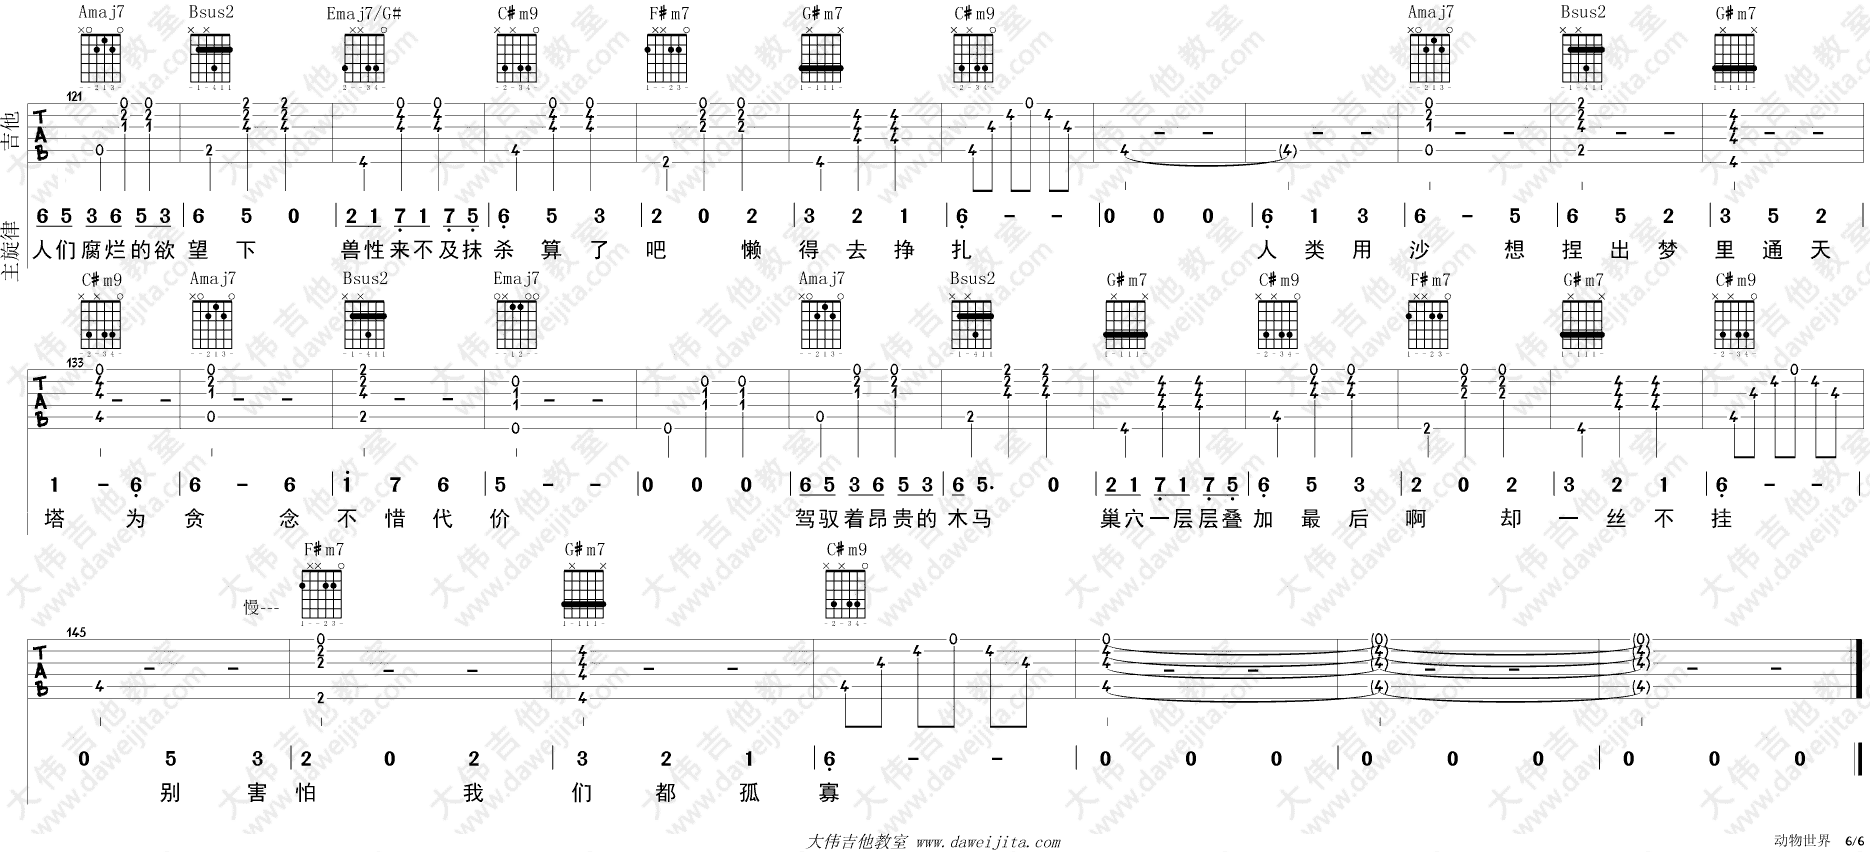 Amaj7 Bsus2 Emaj7/G# C#m9 F#m7 G#m7 C#m9 Amaj7 Bsus2 G#m7
121
吉他
主旋律
6 5 3 6 5 3 | 6 5 0 | 2 1 7 1 7 5 | 6 5 3 | 2 0 2 | 3 2 1 | 6 - - | 0 0 0 | 6 1 3 | 6 - 5 | 6 5 2 | 3 5 2
人们腐烂的欲望下 兽性来不及抹杀算了吧 懒得去挣扎 人类用沙想捏出梦里通天
C#m9 Amaj7 Bsus2 Emaj7 Amaj7 Bsus2 G#m7 C#m9 F#m7 G#m7 C#m9
133
1 - 6 | 6 - 6 | 1 7 6 | 5 - - | 0 0 0 | 6 5 3 6 5 3 | 6 5. 0 | 2 1 7 1 7 5 | 6 5 3 | 2 0 2 | 3 2 1 | 6 - -
塔为贪念不惜代价 驾驭着昂贵的木马 巢穴一层层叠加最后啊 却一丝不挂
F#m7 G#m7 C#m9
慢---
145
0 5 3 | 2 0 2 | 3 2 1 | 6 - - | 0 0 0 | 0 0 0 | 0 0 0
别害怕 我们都孤寡
大伟吉他教室 www.daweijita.com
动物世界 6/6